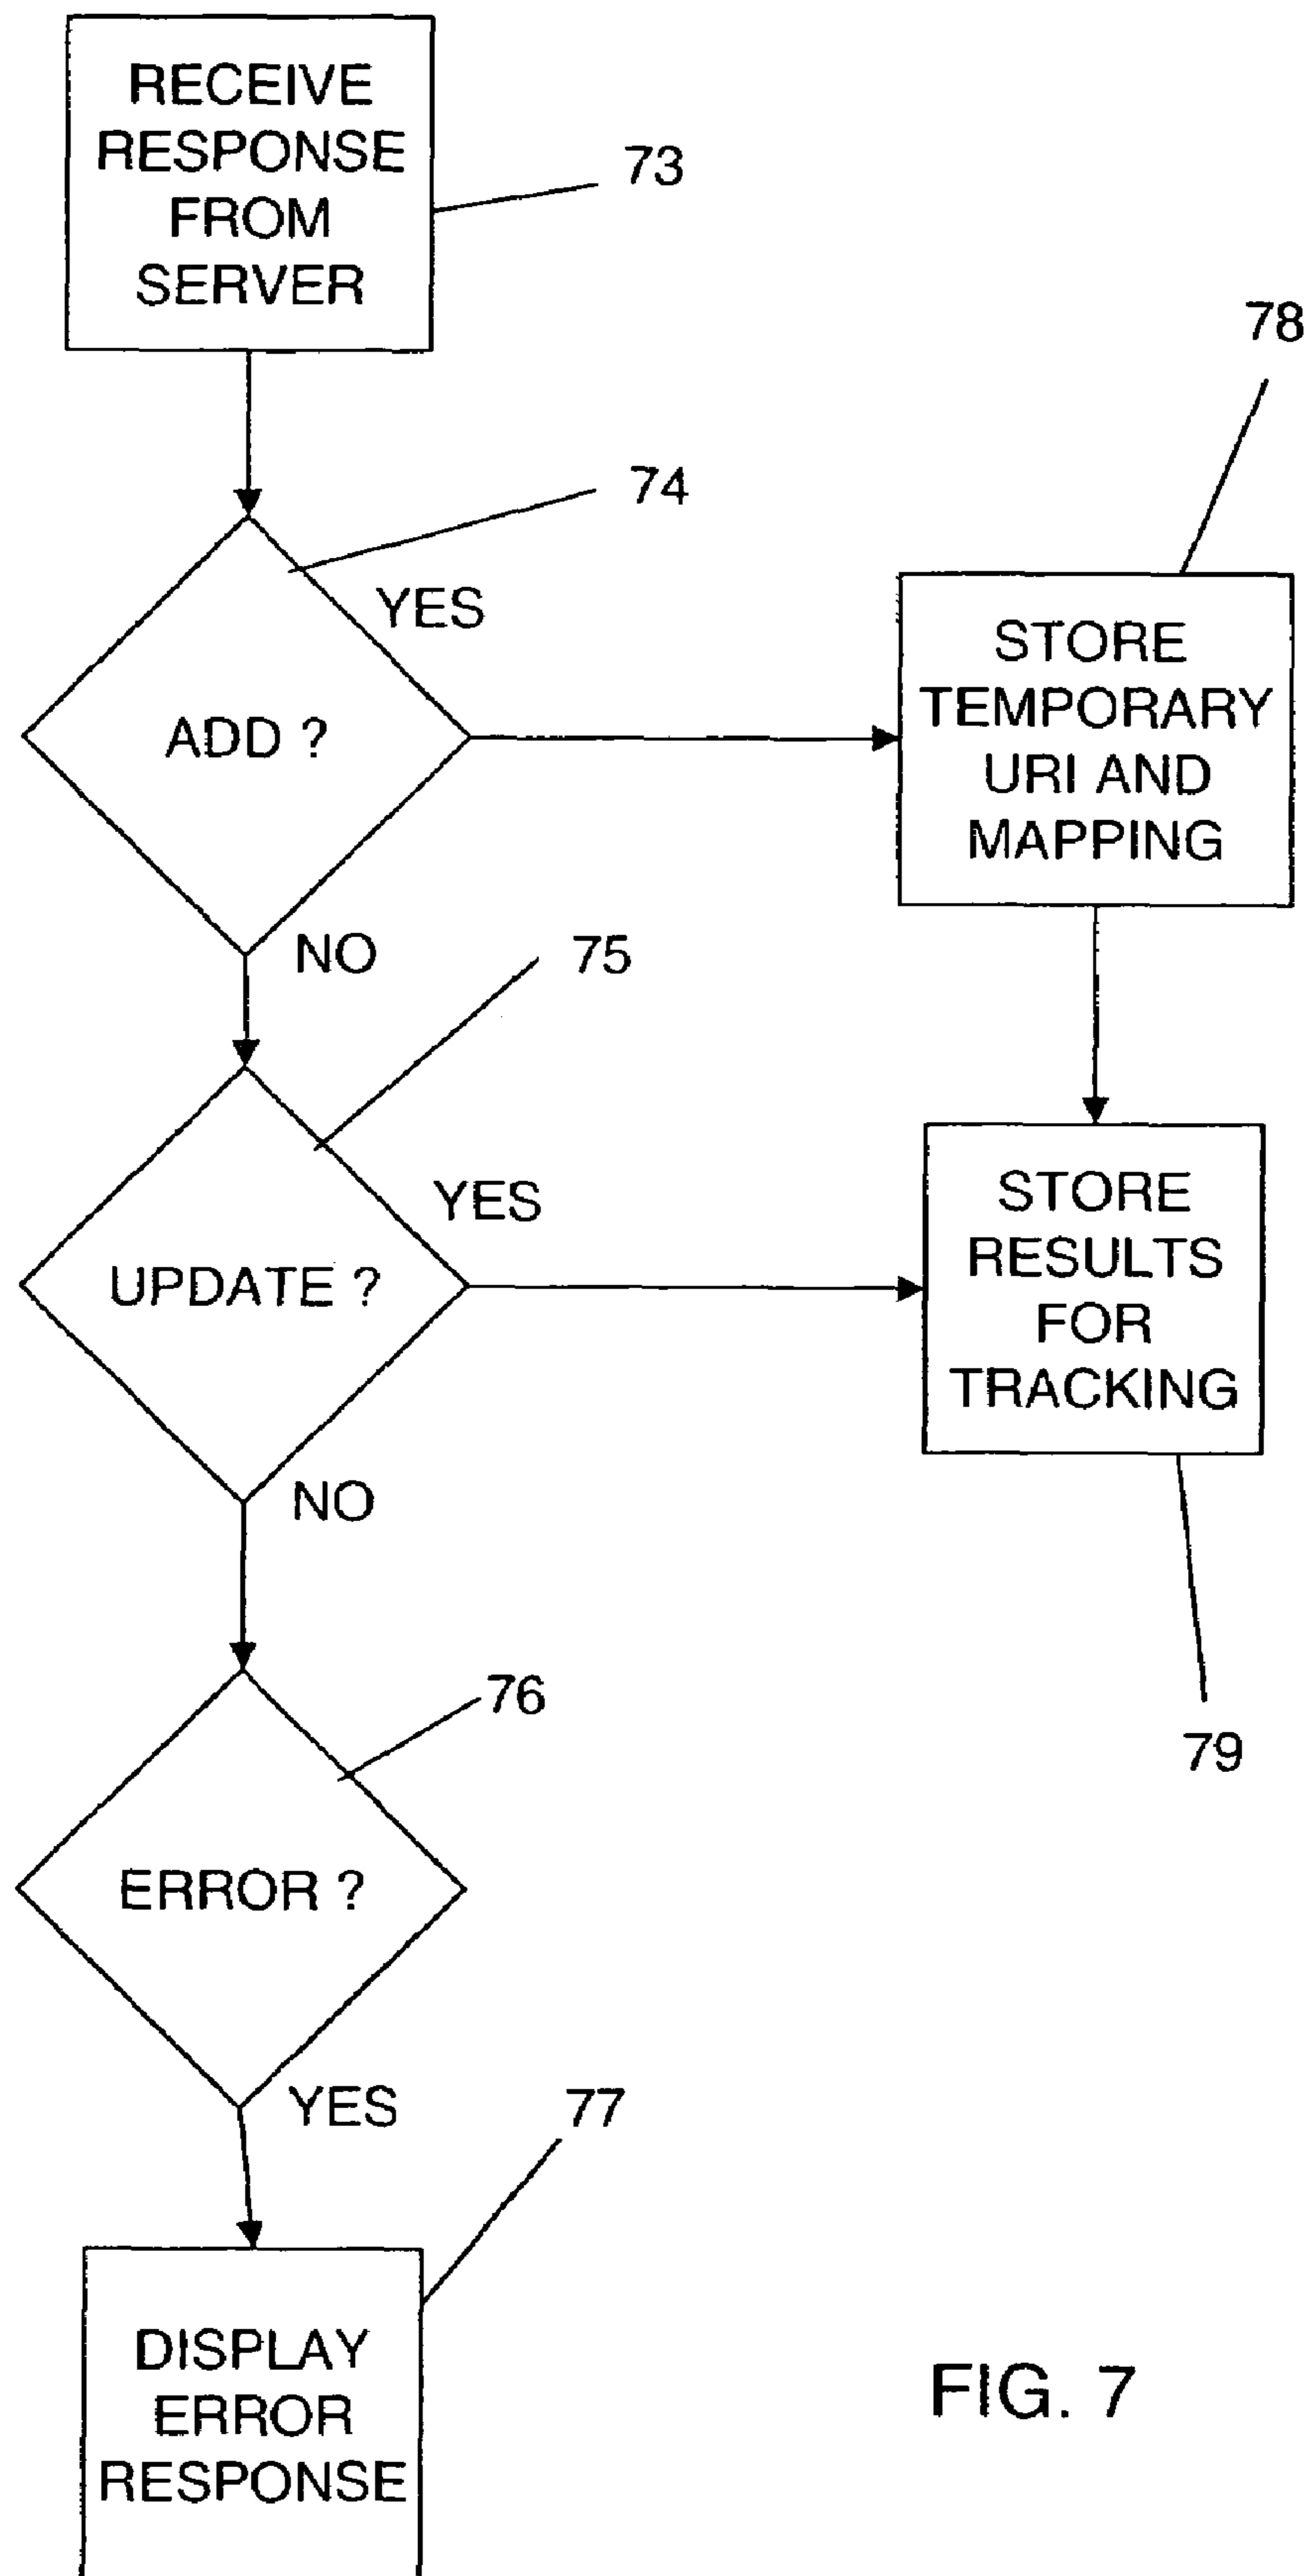 RECEIVE
RESPONSE
FROM
SERVER
73
74
YES
ADD ?
NO
78
STORE
TEMPORARY
URI AND
MAPPING
75
YES
UPDATE ?
NO
STORE
RESULTS
FOR
TRACKING
79
76
ERROR ?
YES
77
DISPLAY
ERROR
RESPONSE
FIG. 7